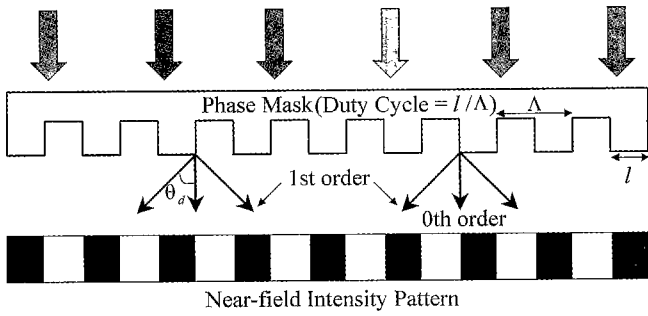 Phase Mask(Duty Cycle = l/Λ)
Λ
l
θd
1st order
0th order
Near-field Intensity Pattern